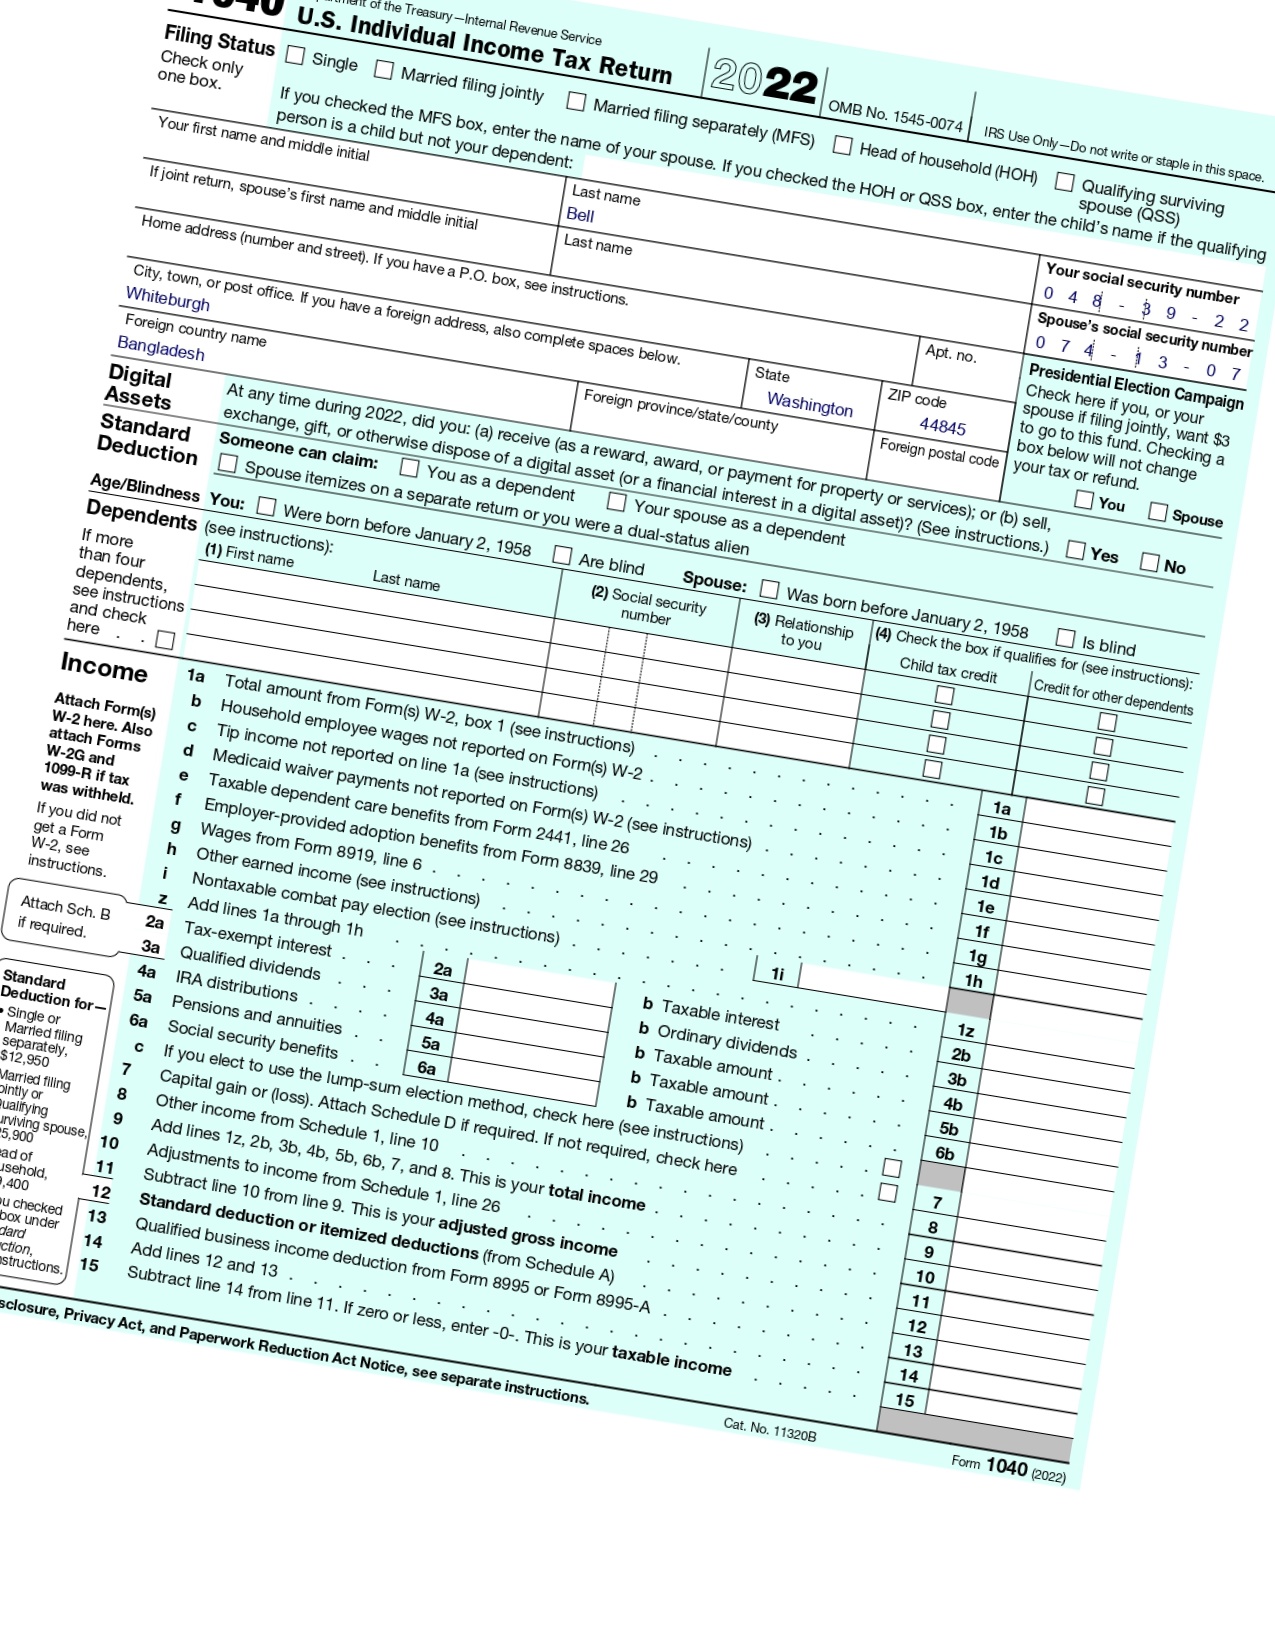 1040
Department of the Treasury—Internal Revenue Service
U.S. Individual Income Tax Return
2022
OMB No. 1545-0074
IRS Use Only—Do not write or staple in this space.
Filing Status
Check only
one box.
Single
Married filing jointly
Married filing separately (MFS)
Head of household (HOH)
Qualifying surviving
spouse (QSS)
If you checked the MFS box, enter the name of your spouse. If you checked the HOH or QSS box, enter the child's name if the qualifying
person is a child but not your dependent:
Your first name and middle initial
Last name
Bell
Your social security number
048-39-22
If joint return, spouse's first name and middle initial
Last name
Spouse's social security number
074-13-07
Home address (number and street). If you have a P.O. box, see instructions.
Apt. no.
City, town, or post office. If you have a foreign address, also complete spaces below.
Whiteburgh
State
Washington
ZIP code
44845
Foreign country name
Bangladesh
Foreign province/state/county
Foreign postal code
Presidential Election Campaign
Check here if you, or your
spouse if filing jointly, want $3
to go to this fund. Checking a
box below will not change
your tax or refund.
You Spouse
Digital
Assets
At any time during 2022, did you: (a) receive (as a reward, award, or payment for property or services); or (b) sell,
exchange, gift, or otherwise dispose of a digital asset (or a financial interest in a digital asset)? (See instructions.)
Yes No
Standard
Deduction
Someone can claim: You as a dependent Your spouse as a dependent
Spouse itemizes on a separate return or you were a dual-status alien
Age/Blindness You: Were born before January 2, 1958 Are blind Spouse: Was born before January 2, 1958 Is blind
Dependents (see instructions):
If more
than four
dependents,
see instructions
and check
here . .
(1) First name Last name
(2) Social security
number
(3) Relationship
to you
(4) Check the box if qualifies for (see instructions):
Child tax credit
Credit for other dependents
Income
Attach Form(s)
W-2 here. Also
attach Forms
W-2G and
1099-R if tax
was withheld.
If you did not
get a Form
W-2, see
instructions.
1a Total amount from Form(s) W-2, box 1 (see instructions) 1a
b Household employee wages not reported on Form(s) W-2 1b
c Tip income not reported on line 1a (see instructions) 1c
d Medicaid waiver payments not reported on Form(s) W-2 (see instructions) 1d
e Taxable dependent care benefits from Form 2441, line 26 1e
f Employer-provided adoption benefits from Form 8839, line 29 1f
g Wages from Form 8919, line 6 1g
h Other earned income (see instructions) 1h
i Nontaxable combat pay election (see instructions) 1i
z Add lines 1a through 1h 1z
Attach Sch. B
if required.
2a Tax-exempt interest 2a b Taxable interest 2b
3a Qualified dividends 3a b Ordinary dividends 3b
4a IRA distributions 4a b Taxable amount 4b
5a Pensions and annuities 5a b Taxable amount 5b
6a Social security benefits 6a b Taxable amount 6b
c If you elect to use the lump-sum election method, check here (see instructions)
7 Capital gain or (loss). Attach Schedule D if required. If not required, check here 7
8 Other income from Schedule 1, line 10 8
9 Add lines 1z, 2b, 3b, 4b, 5b, 6b, 7, and 8. This is your total income 9
10 Adjustments to income from Schedule 1, line 26 10
11 Subtract line 10 from line 9. This is your adjusted gross income 11
12 Standard deduction or itemized deductions (from Schedule A) 12
13 Qualified business income deduction from Form 8995 or Form 8995-A 13
14 Add lines 12 and 13 14
15 Subtract line 14 from line 11. If zero or less, enter -0-. This is your taxable income 15
Standard
Deduction for—
• Single or
Married filing
separately,
$12,950
Married filing
jointly or
qualifying
surviving spouse,
25,900
ead of
usehold,
9,400
ou checked
box under
dard
ction,
nstructions.
sclosure, Privacy Act, and Paperwork Reduction Act Notice, see separate instructions.
Cat. No. 11320B
Form 1040 (2022)